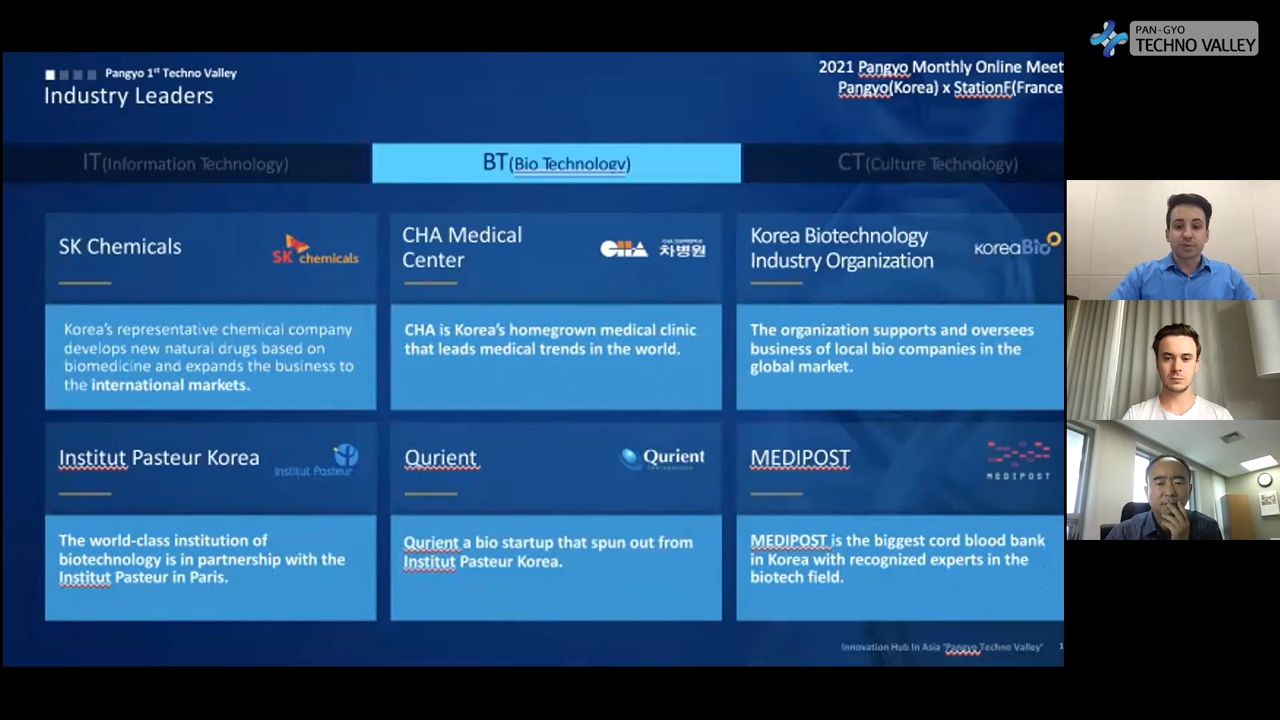 PAN-GYO
TECHNO VALLEY
Pangyo 1st Techno Valley
Industry Leaders
2021 Pangyo Monthly Online Meet
Pangyo(Korea) x StationF(France
IT(Information Technology)
BT(Bio Technology)
CT(Culture Technology)
SK Chemicals
SK chemicals
Korea's representative chemical company
develops new natural drugs based on
biomedicine and expands the business to
the international markets.
CHA Medical
Center
CHA
차병원
CHA is Korea's homegrown medical clinic
that leads medical trends in the world.
Korea Biotechnology
Industry Organization
koreaBio
The organization supports and oversees
business of local bio companies in the
global market.
Institut Pasteur Korea
Institut Pasteur
The world-class institution of
biotechnology is in partnership with the
Institut Pasteur in Paris.
Qurient
Qurient
Qurient a bio startup that spun out from
Institut Pasteur Korea.
MEDIPOST
MEDIPOST
MEDIPOST is the biggest cord blood bank
in Korea with recognized experts in the
biotech field.
Innovation Hub In Asia "Pangyo Techno Valley"
1